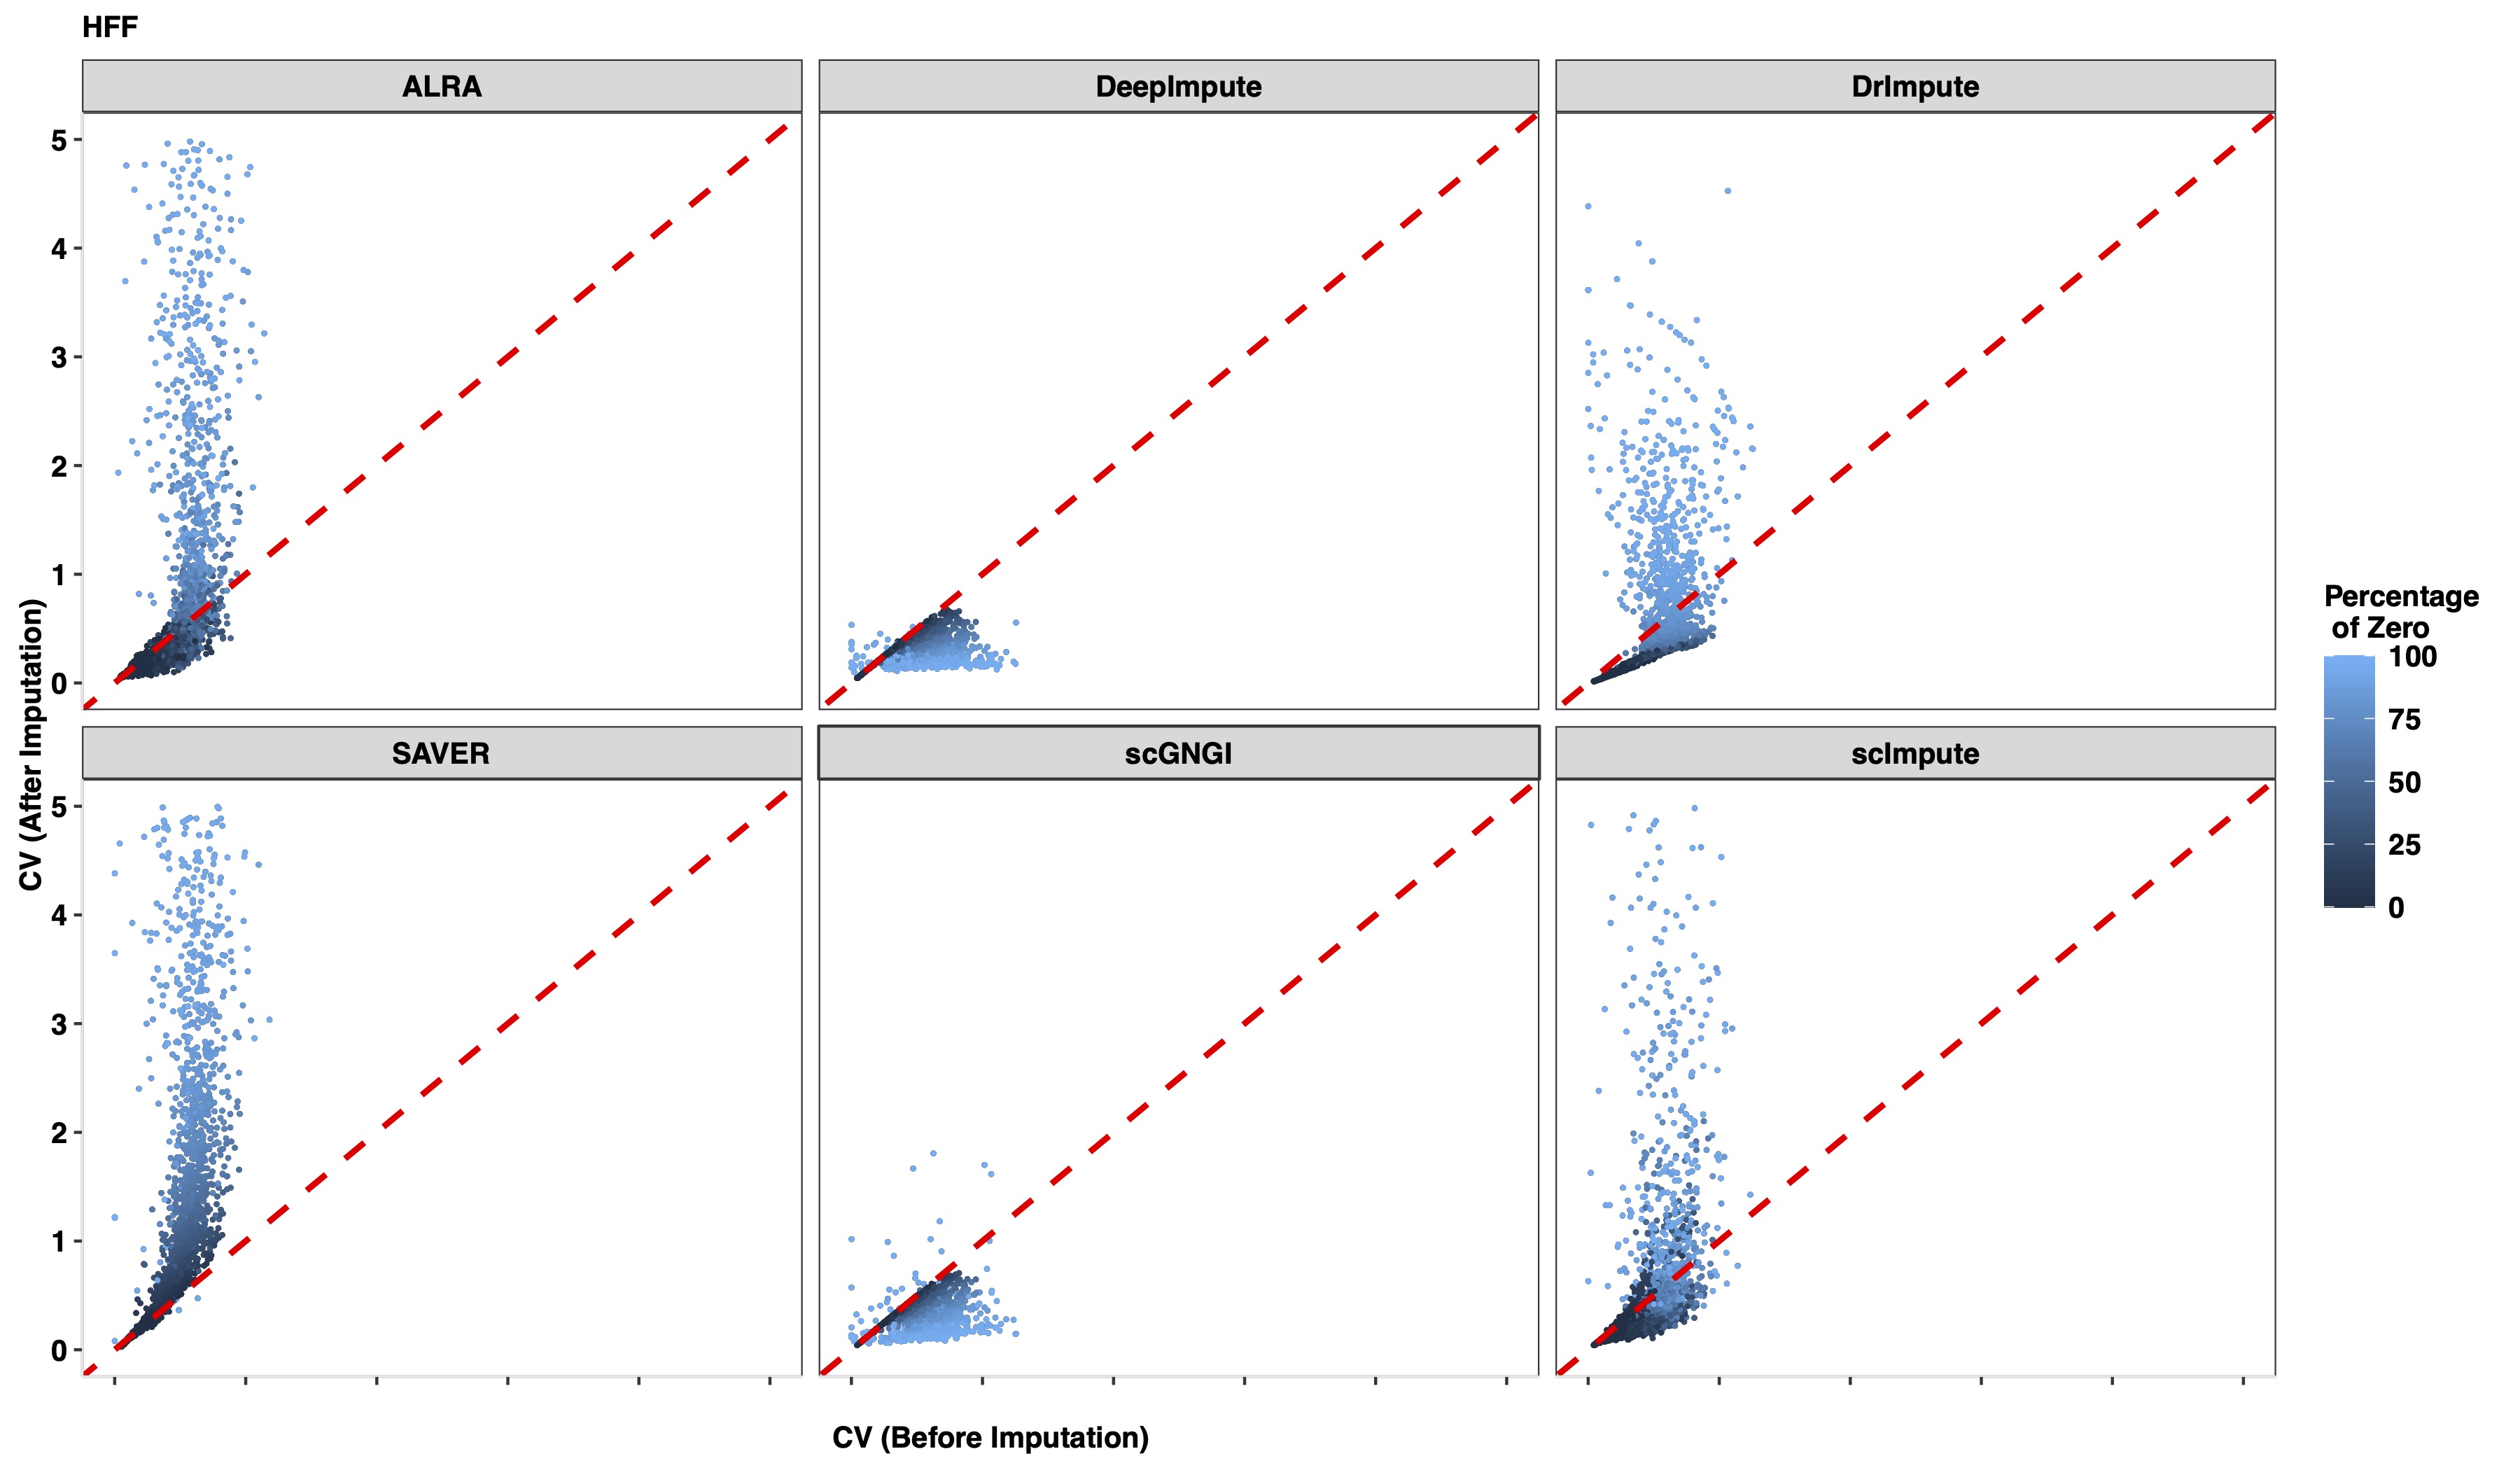 HFF
ALRA
DeepImpute
DrImpute
5
4
3
2
1
0
SAVER
scGNGI
scImpute
5
4
3
2
1
0
CV (After Imputation)
CV (Before Imputation)
Percentage
of Zero
100
75
50
25
0